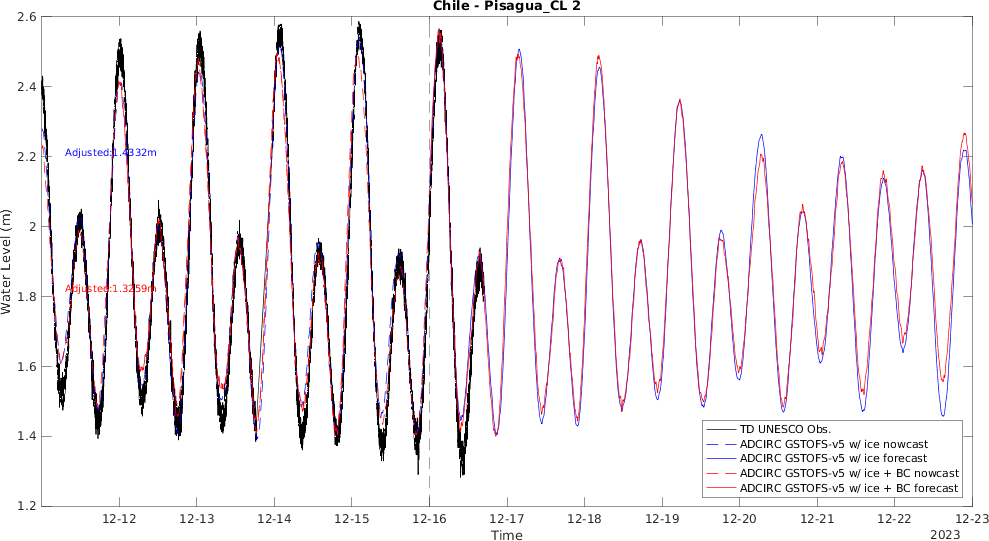 Chile - Pisagua_CL 2
2.6
2.4
2.2
2
1.8
1.6
1.4
1.2
Water Level (m)
Adjusted:1.4332m
Adjusted:1.3259m
TD UNESCO Obs.
ADCIRC GSTOFS-v5 w/ ice nowcast
ADCIRC GSTOFS-v5 w/ ice forecast
ADCIRC GSTOFS-v5 w/ ice + BC nowcast
ADCIRC GSTOFS-v5 w/ ice + BC forecast
12-12 12-13 12-14 12-15 12-16 12-17 12-18 12-19 12-20 12-21 12-22 12-23
Time
2023